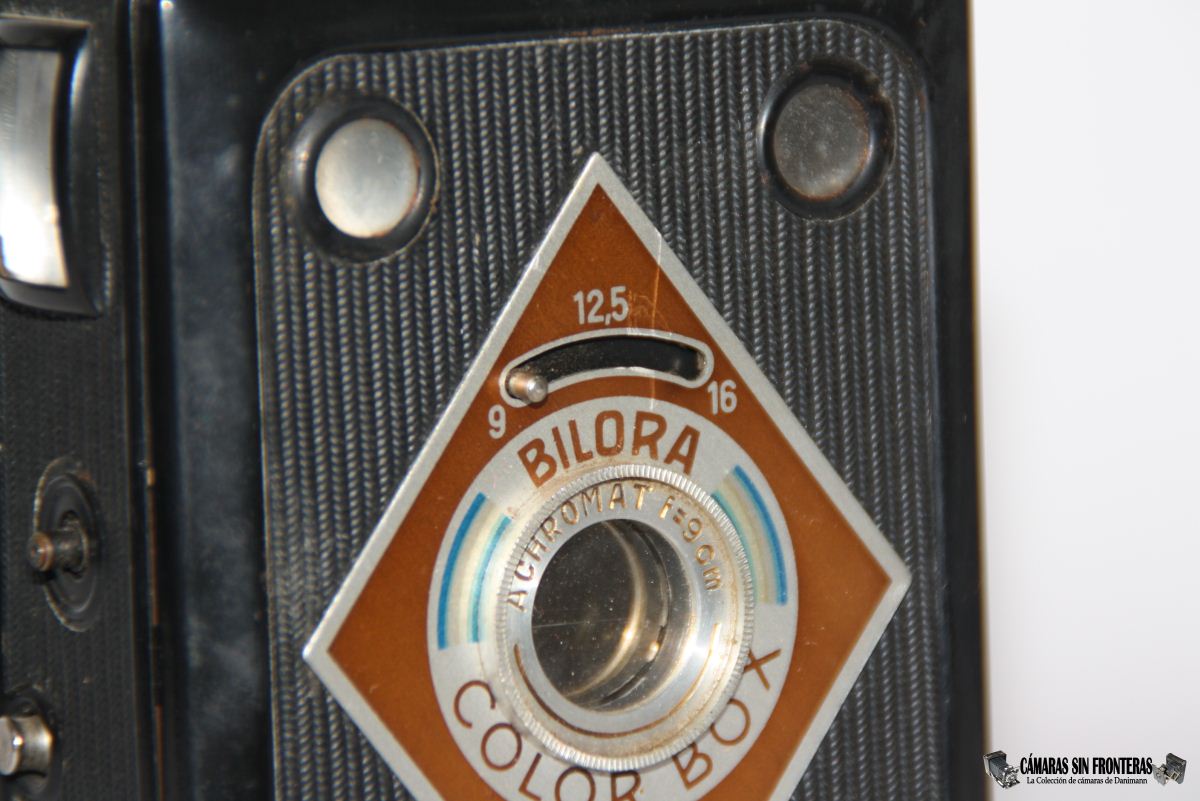 12,5
9
16
BILORA
ACHROMAT f=9cm
COLOR BOX
CÁMARAS SIN FRONTERAS
La Colección de cámaras de Danimann